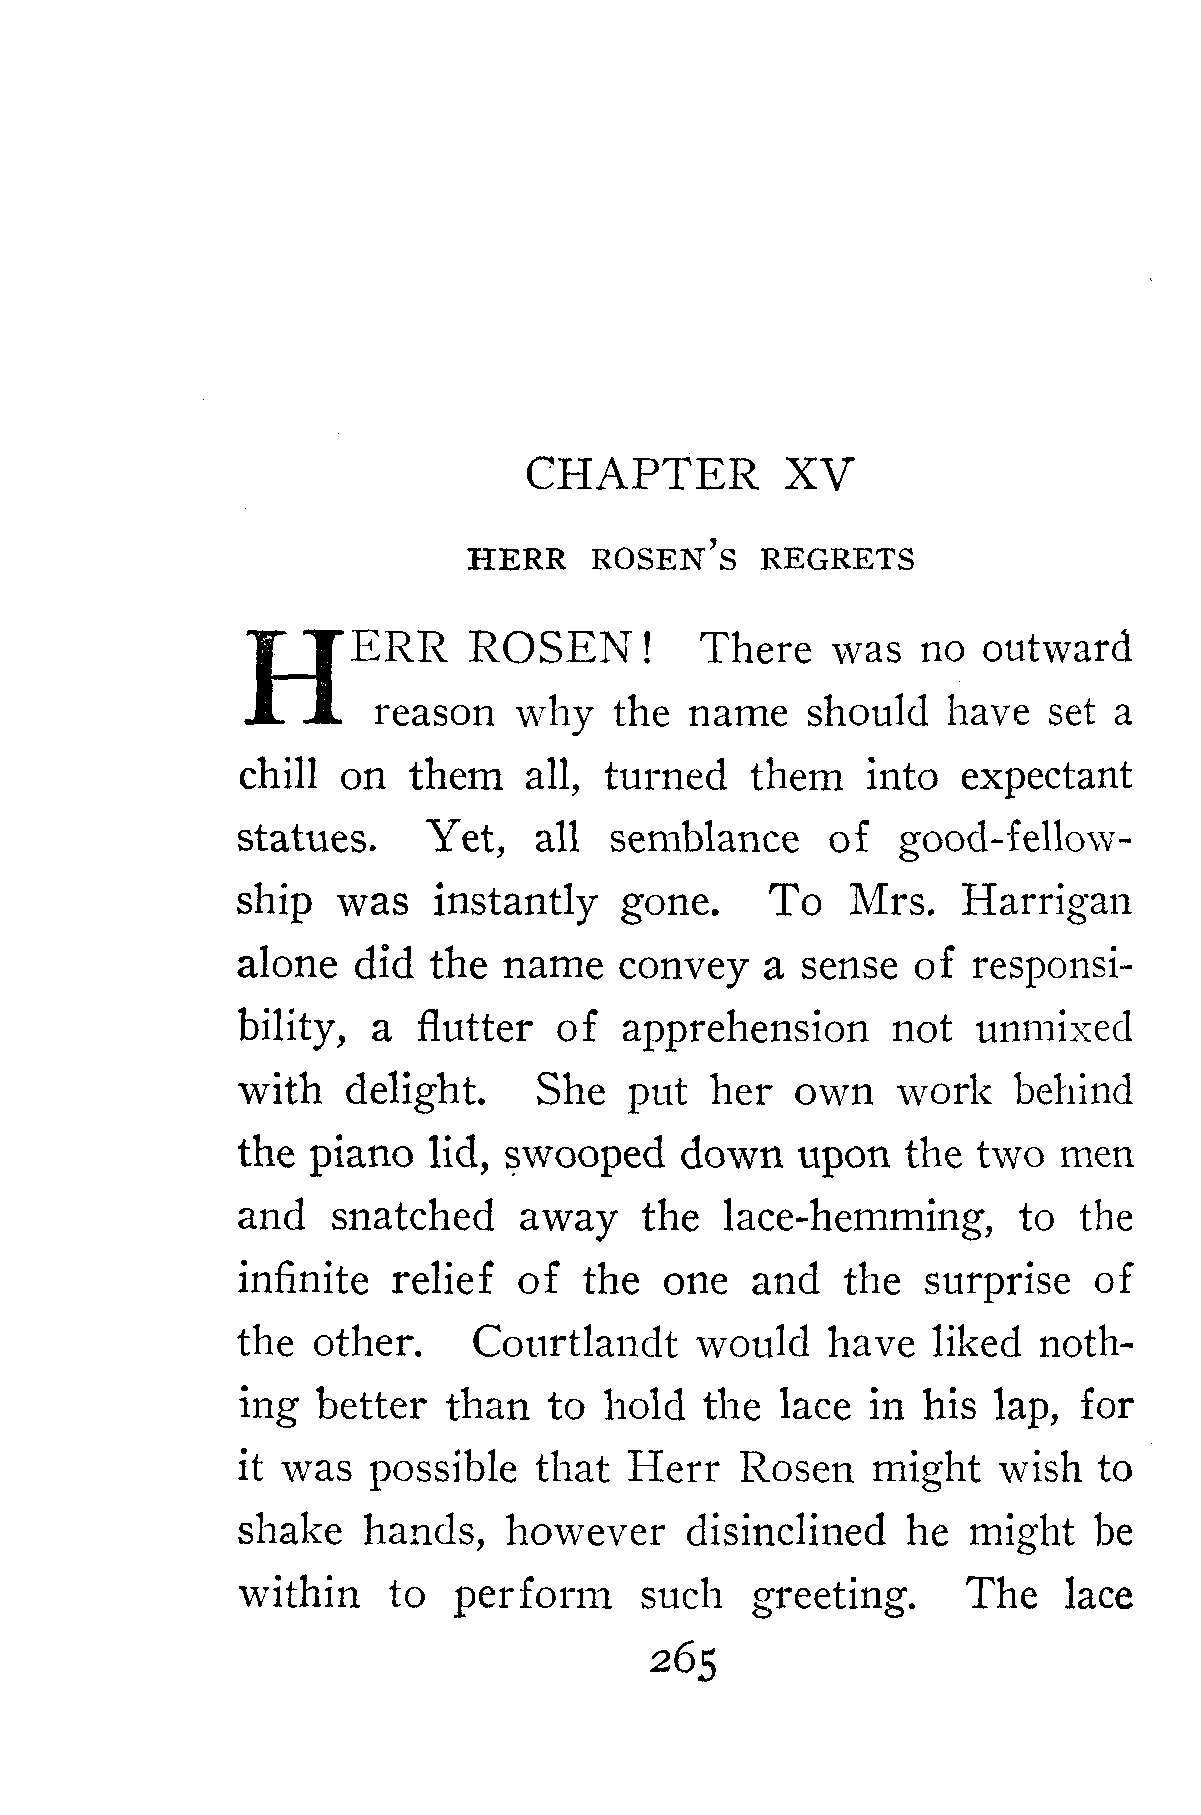 CHAPTER XV
HERR ROSEN'S REGRETS
HERR ROSEN! There was no outward
reason why the name should have set a
chill on them all, turned them into expectant
statues. Yet, all semblance of good-fellow-
ship was instantly gone. To Mrs. Harrigan
alone did the name convey a sense of responsi-
bility, a flutter of apprehension not unmixed
with delight. She put her own work behind
the piano lid, swooped down upon the two men
and snatched away the lace-hemming, to the
infinite relief of the one and the surprise of
the other. Courtlandt would have liked noth-
ing better than to hold the lace in his lap, for
it was possible that Herr Rosen might wish to
shake hands, however disinclined he might be
within to perform such greeting. The lace
265